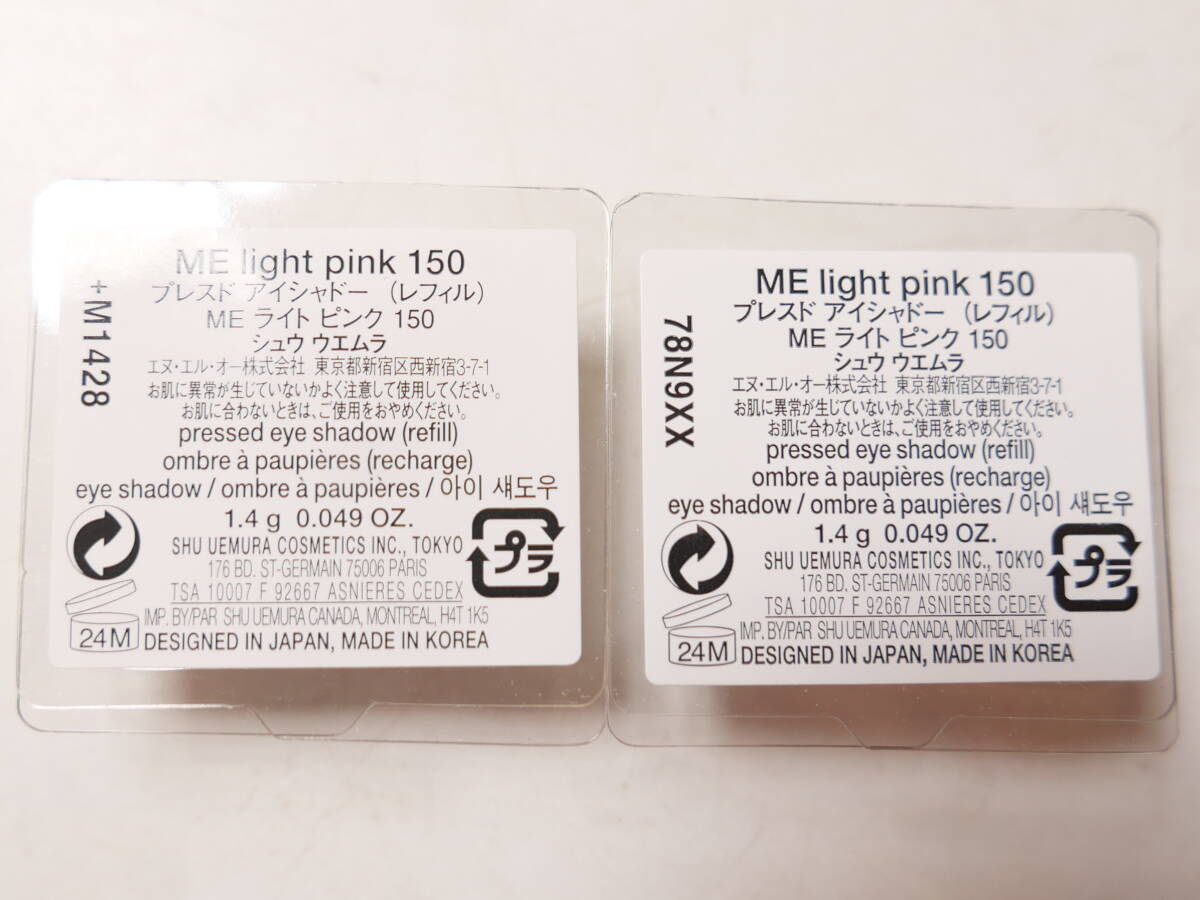 ME light pink 150
プレスド アイシャドー （レフィル）
ME ライト ピンク 150
シュウ ウエムラ
エヌ・エル・オー株式会社 東京都新宿区西新宿3-7-1
お肌に異常が生じていないかよく注意して使用してください。
お肌に合わないときは、ご使用をおやめください。
pressed eye shadow (refill)
ombre à paupières (recharge)
eye shadow / ombre à paupières / 아이 섀도우
1.4 g 0.049 OZ.
SHU UEMURA COSMETICS INC., TOKYO
176 BD. ST-GERMAIN 75006 PARIS
TSA 10007 F 92667 ASNIERES CEDEX
IMP. BY/PAR SHU UEMURA CANADA, MONTREAL, H4T 1K5
DESIGNED IN JAPAN, MADE IN KOREA
24M
プラ
+M1428
ME light pink 150
プレスド アイシャドー （レフィル）
ME ライト ピンク 150
シュウ ウエムラ
エヌ・エル・オー株式会社 東京都新宿区西新宿3-7-1
お肌に異常が生じていないかよく注意して使用してください。
お肌に合わないときは、ご使用をおやめください。
pressed eye shadow (refill)
ombre à paupières (recharge)
eye shadow / ombre à paupières / 아이 섀도우
1.4 g 0.049 OZ.
SHU UEMURA COSMETICS INC., TOKYO
176 BD. ST-GERMAIN 75006 PARIS
TSA 10007 F 92667 ASNIERES CEDEX
IMP. BY/PAR SHU UEMURA CANADA, MONTREAL, H4T 1K5
DESIGNED IN JAPAN, MADE IN KOREA
24M
プラ
78N9XX